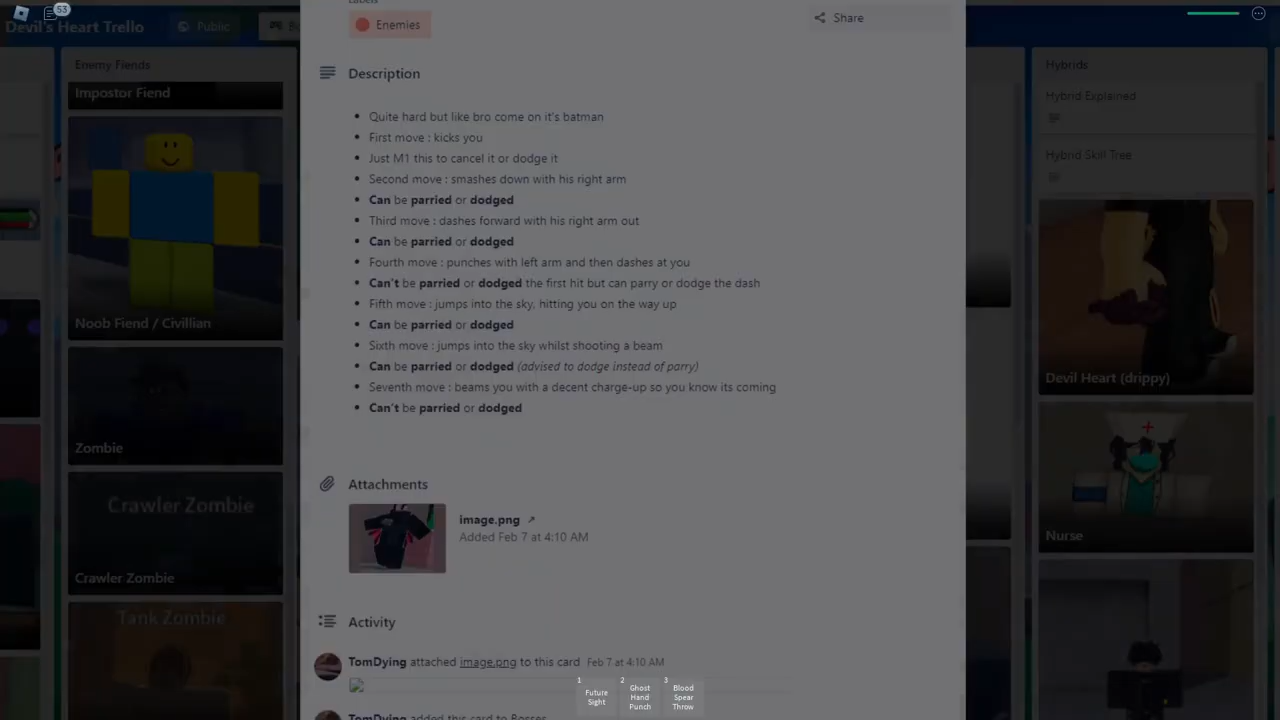 53
Devil's Heart Trello
Public
Enemy Fiends
Impostor Fiend
Noob Fiend / Civillian
Zombie
Crawler Zombie
Crawler Zombie
Tank Zombie
Enemies
Share
Description
Quite hard but like bro come on it's batman
First move : kicks you
Just M1 this to cancel it or dodge it
Second move : smashes down with his right arm
Can be parried or dodged
Third move : dashes forward with his right arm out
Can be parried or dodged
Fourth move : punches with left arm and then dashes at you
Can't be parried or dodged the first hit but can parry or dodge the dash
Fifth move : jumps into the sky, hitting you on the way up
Can be parried or dodged
Sixth move : jumps into the sky whilst shooting a beam
Can be parried or dodged (advised to dodge instead of parry)
Seventh move : beams you with a decent charge-up so you know its coming
Can't be parried or dodged
Attachments
image.png
Added Feb 7 at 4:10 AM
Activity
TomDying attached image.png to this card Feb 7 at 4:10 AM
TomDying added this card to Bosses
1 Future Sight
2 Ghost Hand Punch
3 Blood Spear Throw
Hybrids
Hybrid Explained
Hybrid Skill Tree
Devil Heart (drippy)
Nurse